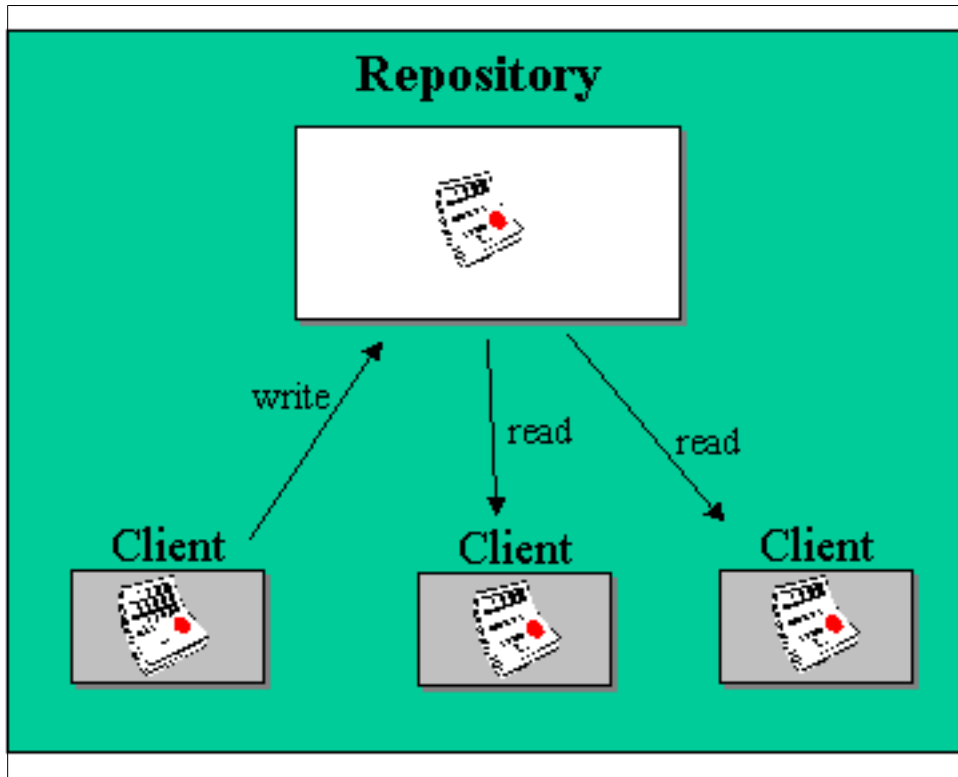 Repository
write
read
read
Client
Client
Client